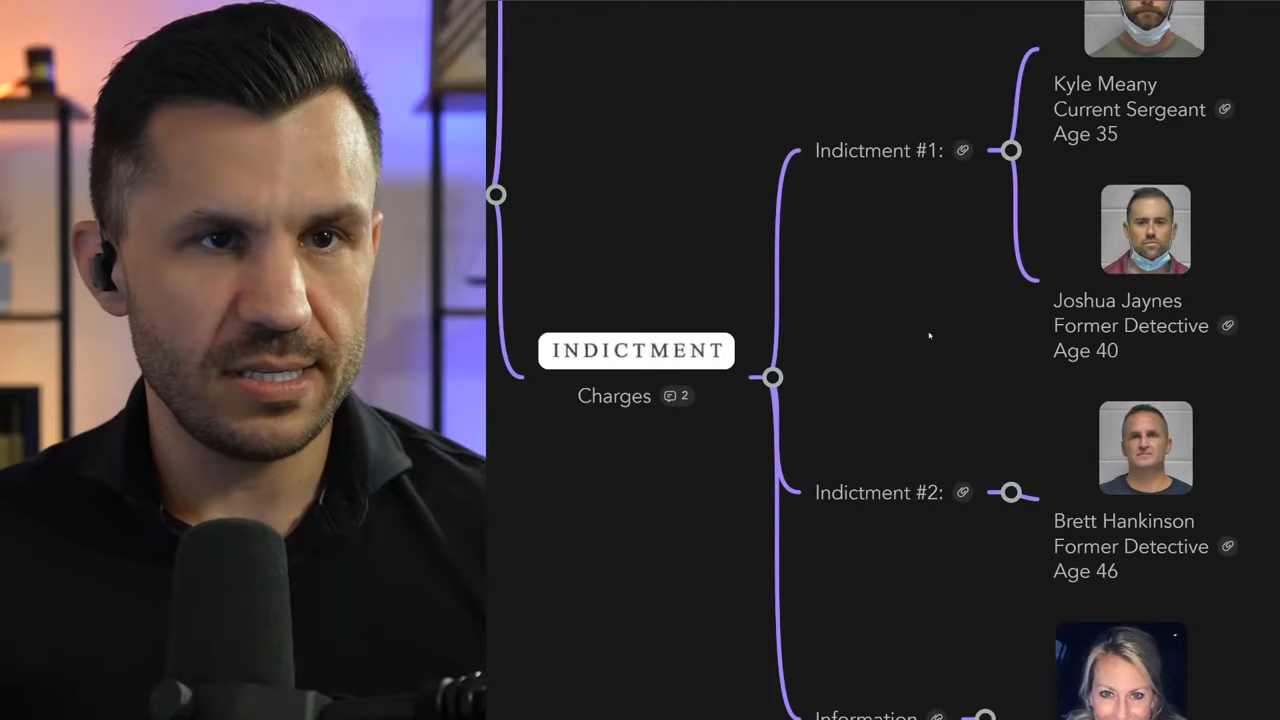 Kyle Meany
Current Sergeant
Age 35
Indictment #1:
Joshua Jaynes
Former Detective
Age 40
INDICTMENT
Charges 2
Indictment #2:
Brett Hankinson
Former Detective
Age 46
Information